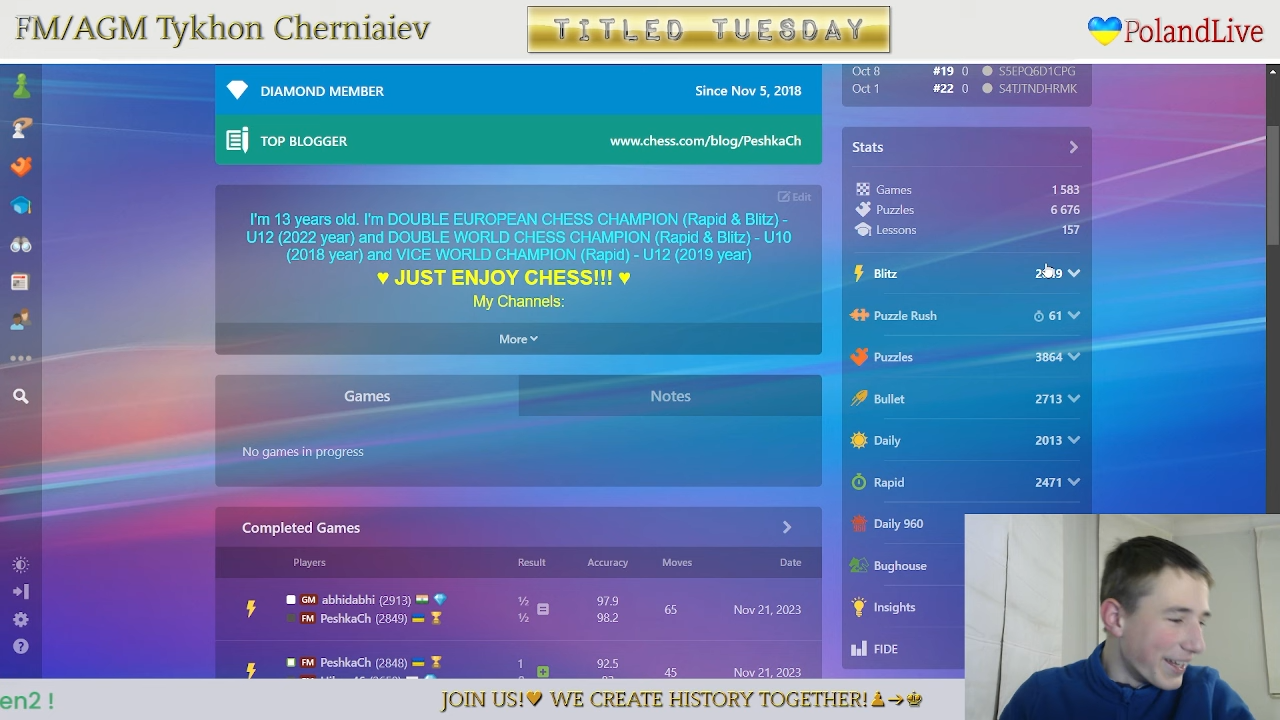 FM/AGM Tykhon Cherniaiev
TITLED TUESDAY
PolandLive
DIAMOND MEMBER
Since Nov 5, 2018
TOP BLOGGER
www.chess.com/blog/PeshkaCh
Edit
I'm 13 years old. I'm DOUBLE EUROPEAN CHESS CHAMPION (Rapid & Blitz) -
U12 (2022 year) and DOUBLE WORLD CHESS CHAMPION (Rapid & Blitz) - U10
(2018 year) and VICE WORLD CHAMPION (Rapid) - U12 (2019 year)
♥ JUST ENJOY CHESS!!! ♥
My Channels:
More
Games
Notes
No games in progress
Completed Games
Players
Result
Accuracy
Moves
Date
GM abhidabhi (2913)
½
97.9
FM PeshkaCh (2849)
½
98.2
65
Nov 21, 2023
FM PeshkaCh (2848)
1
92.5
45
Nov 21, 2023
Oct 8 #19 0 S5EPQ6D1CPG
Oct 1 #22 0 S4TJTNDHRMK
Stats
Games 1 583
Puzzles 6 676
Lessons 157
Blitz
Puzzle Rush 61
Puzzles 3864
Bullet 2713
Daily 2013
Rapid 2471
Daily 960
Bughouse
Insights
FIDE
en2 !
JOIN US!♥ WE CREATE HISTORY TOGETHER!♟→♚